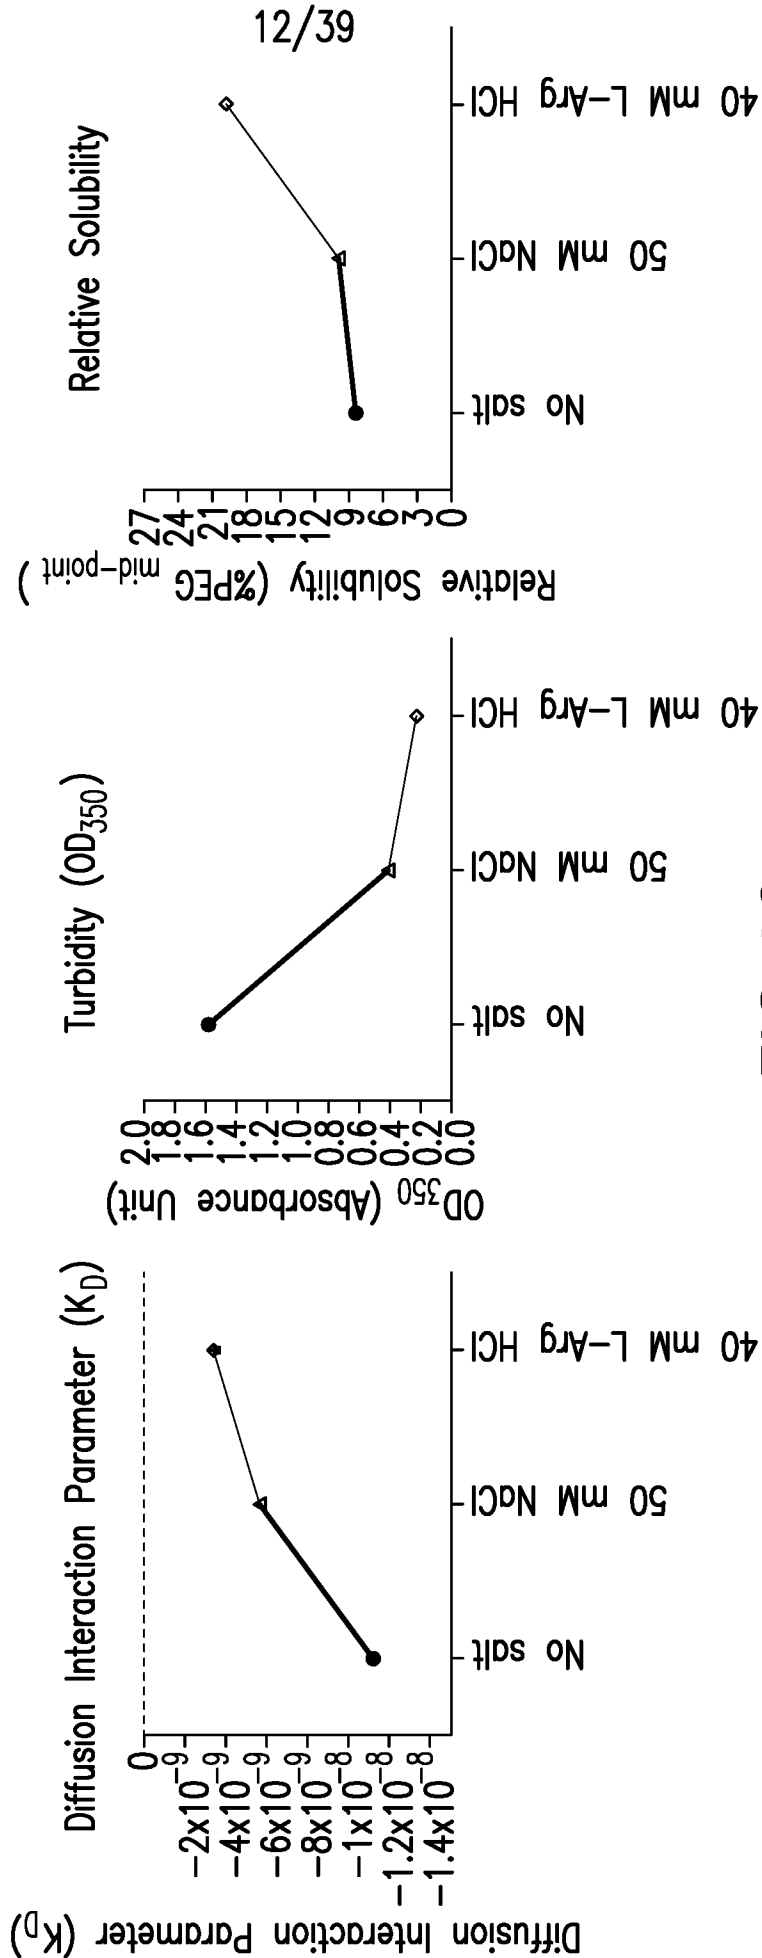 12/39
Diffusion Interaction Parameter (KD)
Diffusion Interaction Parameter (KD)
0
−2x10−9
−4x10−9
−6x10−9
−8x10−9
−1x10−8
−1.2x10−8
−1.4x10−8
No salt
50 mM NaCl
40 mM L−Arg HCl
Turbidity (OD350)
OD350 (Absorbance Unit)
2.0
1.8
1.6
1.4
1.2
1.0
0.8
0.6
0.4
0.2
0.0
No salt
50 mM NaCl
40 mM L−Arg HCl
Relative Solubility
Relative Solubility (%PEG mid−point )
27
24
21
18
15
12
9
6
3
0
No salt
50 mM NaCl
40 mM L−Arg HCl